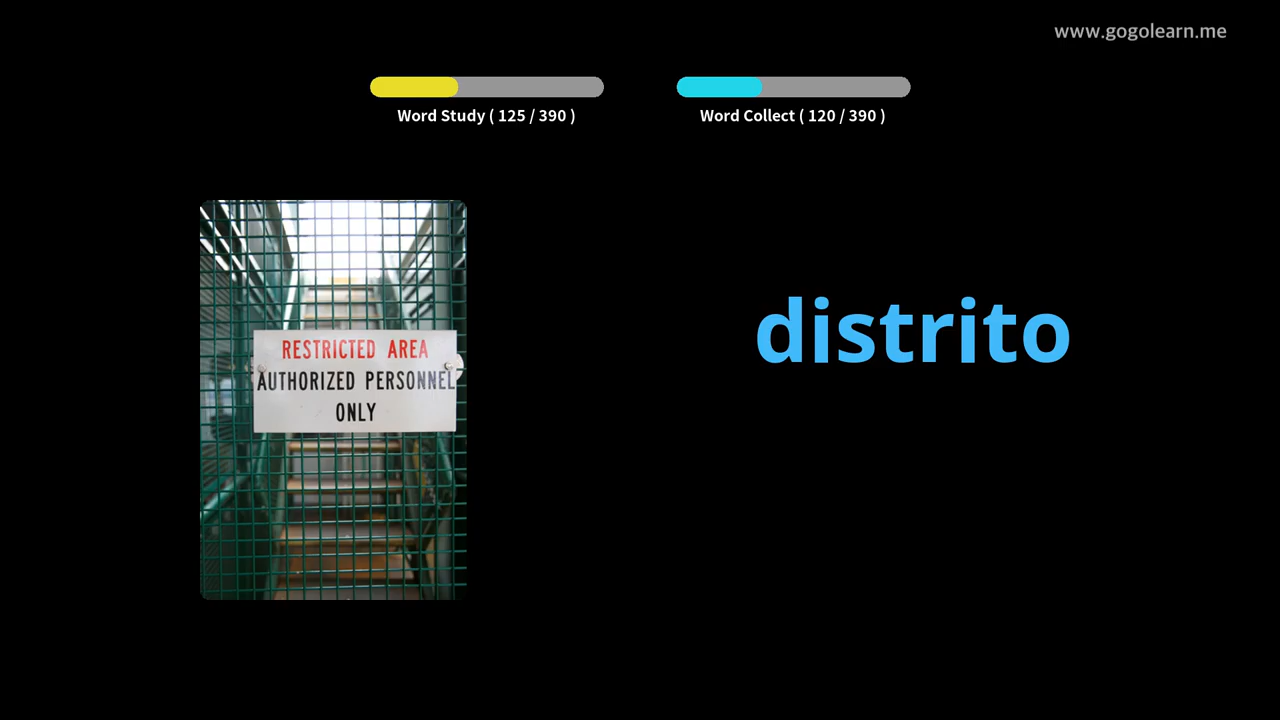 www.gogolearn.me
Word Study ( 125 / 390 )
Word Collect ( 120 / 390 )
RESTRICTED AREA
AUTHORIZED PERSONNEL
ONLY
distrito